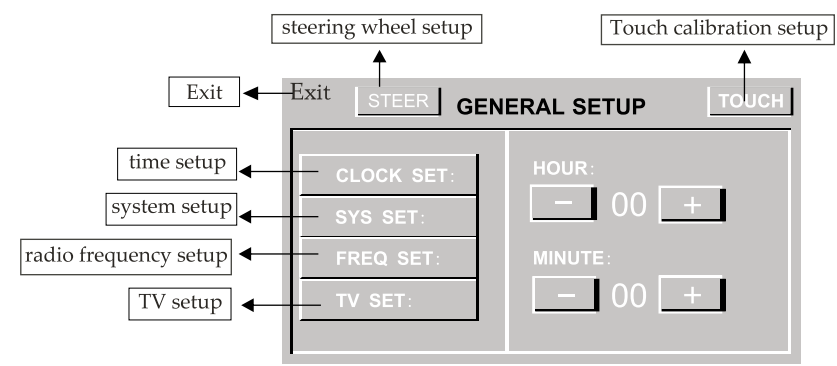 steering wheel setup
Touch calibration setup
Exit
Exit
STEER
GENERAL SETUP
TOUCH
time setup
system setup
radio frequency setup
TV setup
CLOCK SET:
SYS SET:
FREQ SET:
TV SET:
HOUR:
− 00 +
MINUTE:
− 00 +